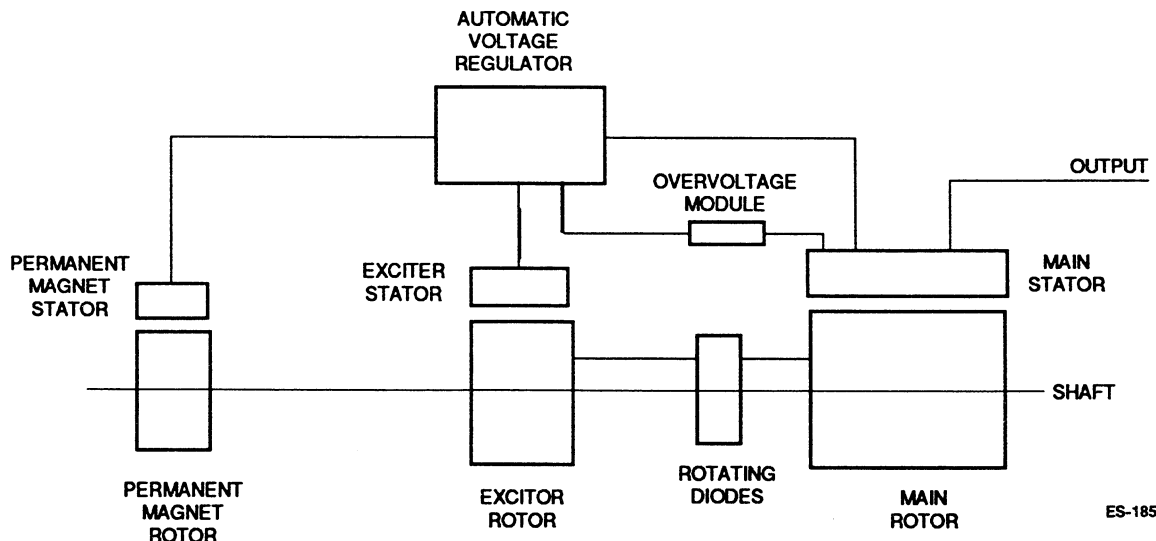 AUTOMATIC
VOLTAGE
REGULATOR
OUTPUT
OVERVOLTAGE
MODULE
PERMANENT
MAGNET
STATOR
EXCITER
STATOR
MAIN
STATOR
SHAFT
PERMANENT
MAGNET
ROTOR
EXCITOR
ROTOR
ROTATING
DIODES
MAIN
ROTOR
ES-185